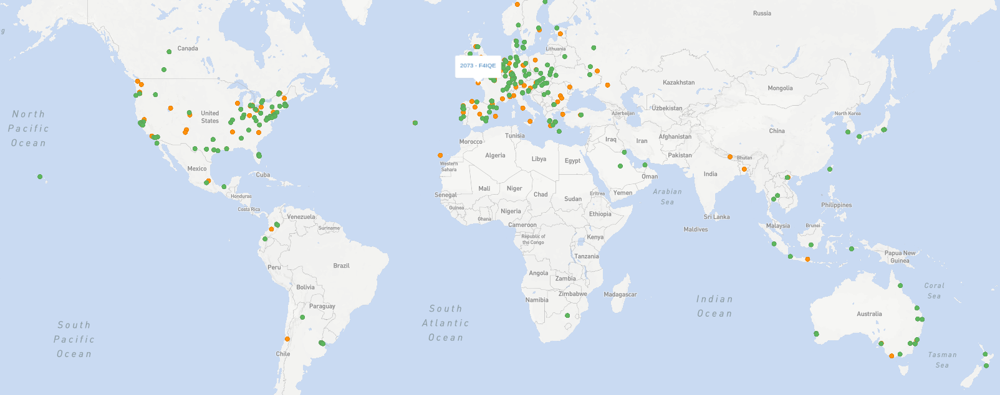 Russia
g
Canada
Lithuania
2073 - F4IQE
Kazakhstan
Mongolia
North
Pacific
Ocean
United
States
Azerbaijan
Uzbekistan
North Korea
China
Tunisia
Morocco
Iraq
Iran
Afghanistan
Algeria
Libya
Egypt
Pakistan
Bhutan
Western
Sahara
Mexico
Cuba
India
Oman
Mali
Niger
Chad
Sudan
Eritrea
Yemen
Arabian
Sea
Honduras
Senegal
Philippines
Costa Rica
Guinea
Ghana
Nigeria
Ethiopia
Venezuela
Sri Lanka
Suriname
Cameroon
Maldives
Malaysia
Brunei
Republic of
the Congo
Kenya
Tanzania
Papua New
Guinea
Peru
Brazil
Angola
Zambia
Bolivia
Zimbabwe
Madagascar
Coral
Sea
Namibia
Indian
Ocean
Paraguay
South
Atlantic
Ocean
Australia
South
Pacific
Ocean
Chile
Tasman
Sea